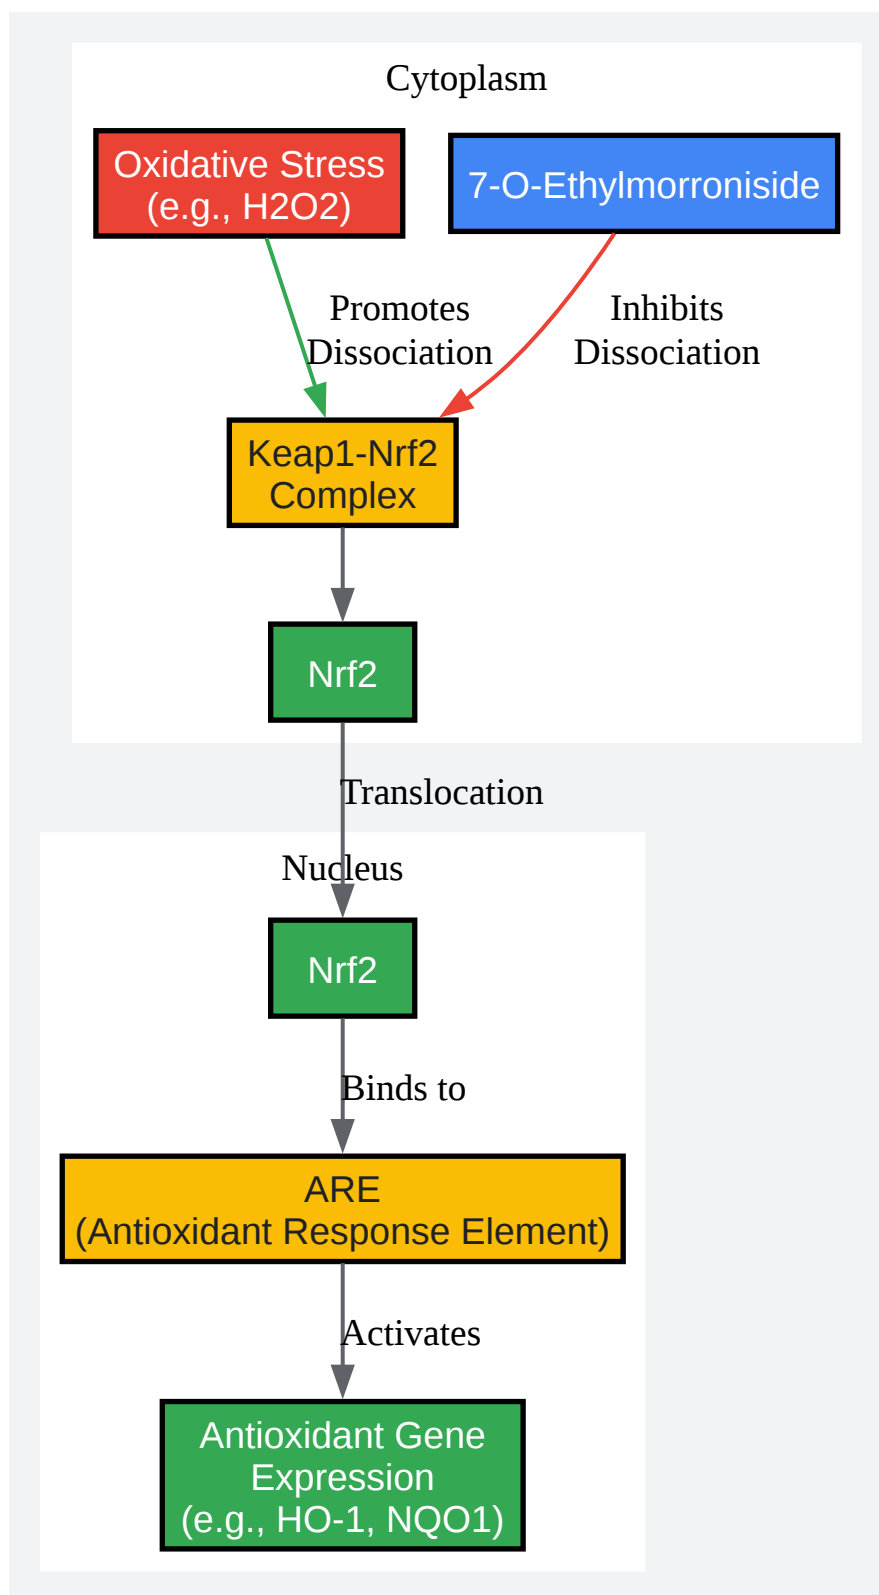 Cytoplasm
Oxidative Stress
(e.g., H2O2)
7-O-Ethylmorroniside
Promotes
Dissociation
Inhibits
Dissociation
Keap1-Nrf2
Complex
Nrf2
Translocation
Nucleus
Nrf2
Binds to
ARE
(Antioxidant Response Element)
Activates
Antioxidant Gene
Expression
(e.g., HO-1, NQO1)